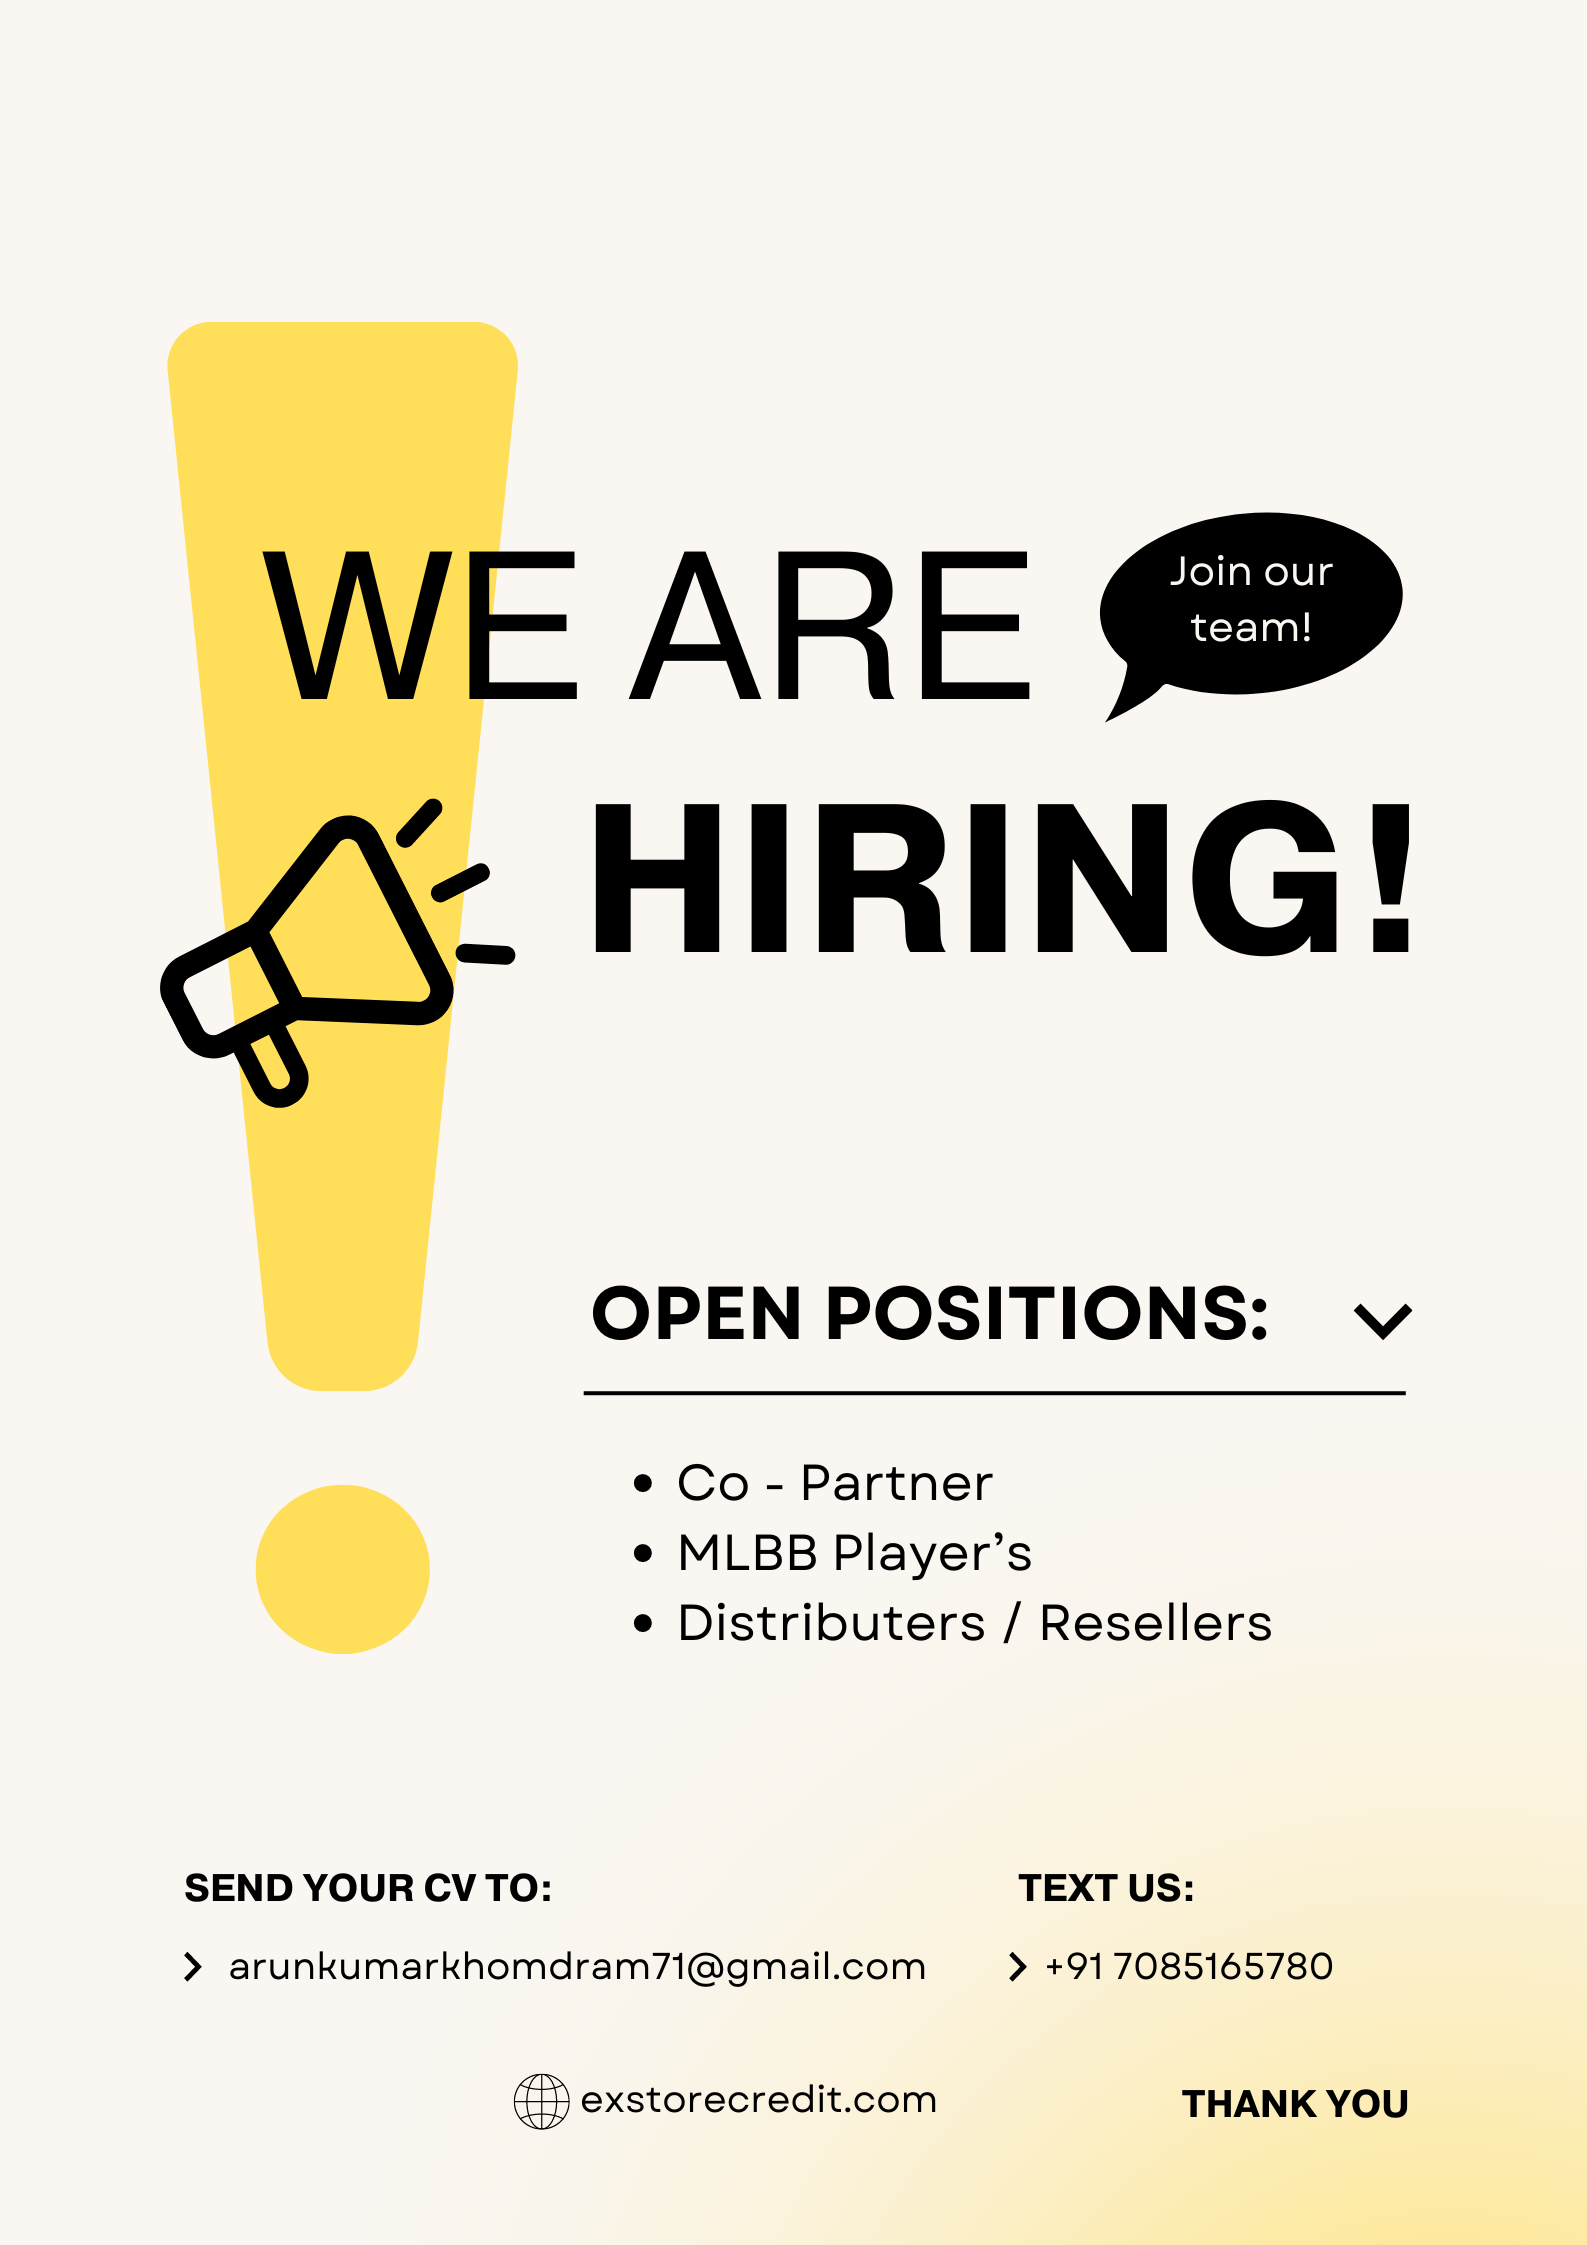 WE ARE
Join our
team!
HIRING!
OPEN POSITIONS:
• Co - Partner
• MLBB Player’s
• Distributers / Resellers
SEND YOUR CV TO:
arunkumarkhomdram71@gmail.com
TEXT US:
+91 7085165780
exstorecredit.com
THANK YOU